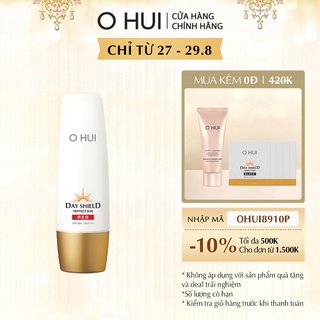 O HUI
CỬA HÀNG
CHÍNH HÃNG
CHỈ TỪ 27 - 29.8
MUA KÈM 0Đ | 420K
O HUI
O HUI
DAY SHIELD
PERFECT SUN
RED
NHẬP MÃ OHUI8910P
-10% Tối đa 500K
Cho đơn từ 1.500K
* Không áp dụng với sản phẩm quà tặng
và deal trải nghiệm
*Số lượng có hạn
* Kiểm tra giỏ hàng trước khi thanh toán